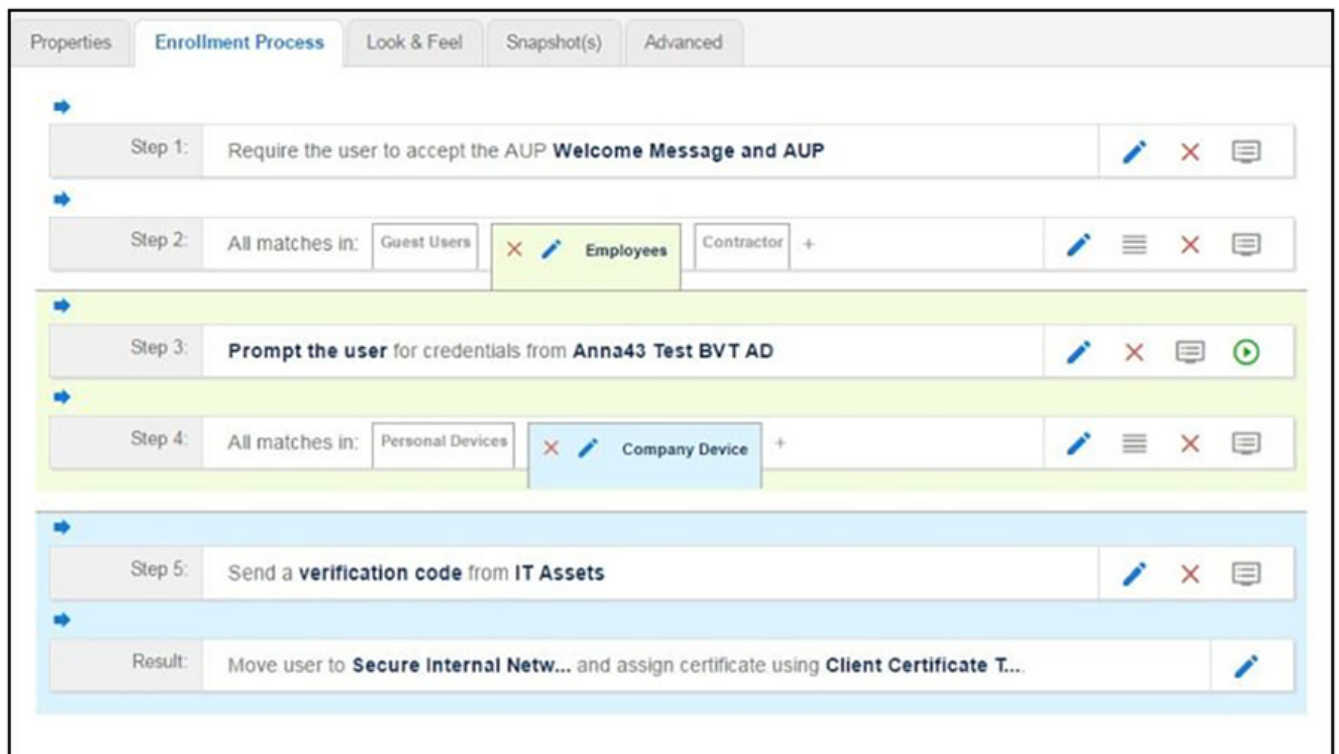 Properties Enrollment Process Look & Feel Snapshot(s) Advanced
Step 1: Require the user to accept the AUP Welcome Message and AUP
Step 2: All matches in: Guest Users Employees Contractor +
Step 3: Prompt the user for credentials from Anna43 Test BVT AD
Step 4: All matches in: Personal Devices Company Device +
Step 5: Send a verification code from IT Assets
Result: Move user to Secure Internal Netw... and assign certificate using Client Certificate T....